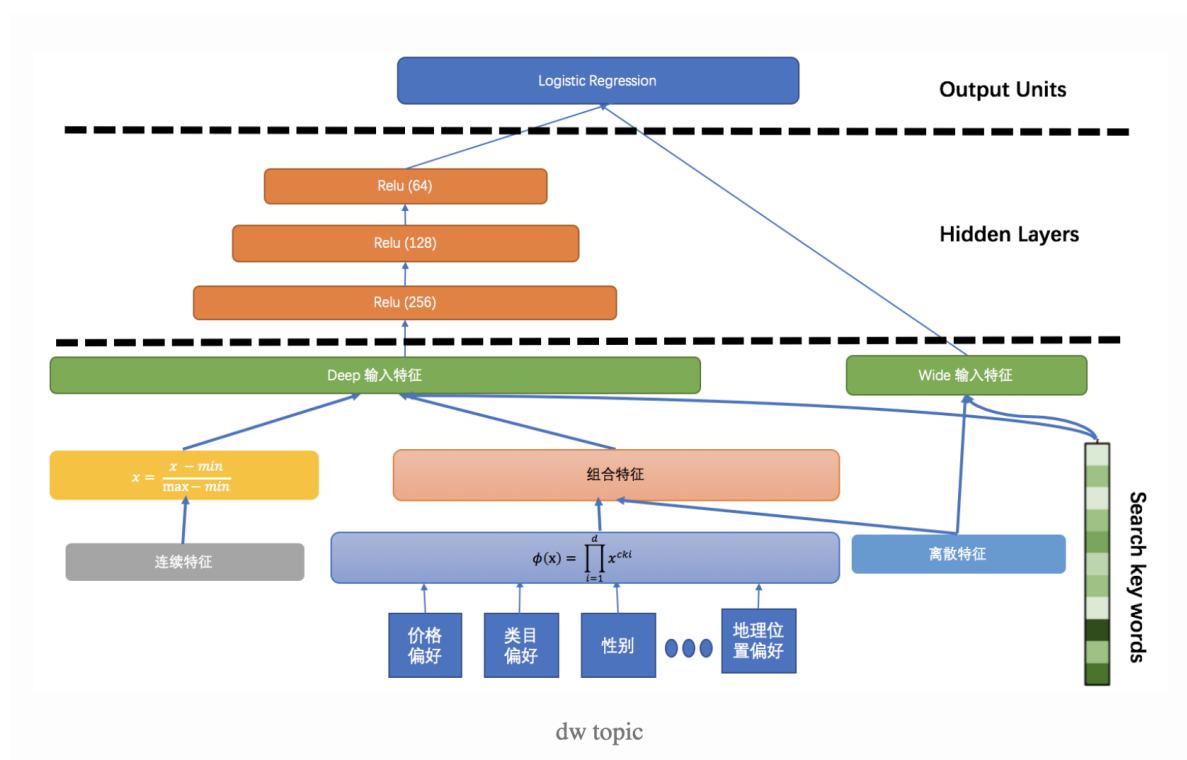 Logistic Regression
Output Units
Relu (64)
Relu (128)
Hidden Layers
Relu (256)
Deep 输入特征
Wide 输入特征
x = (x - min) / (max - min)
组合特征
Search key words
连续特征
ϕ(x) = ∏_{i=1}^{d} x^{cki}
离散特征
价格
偏好
类目
偏好
性别
地理位
置偏好
dw topic